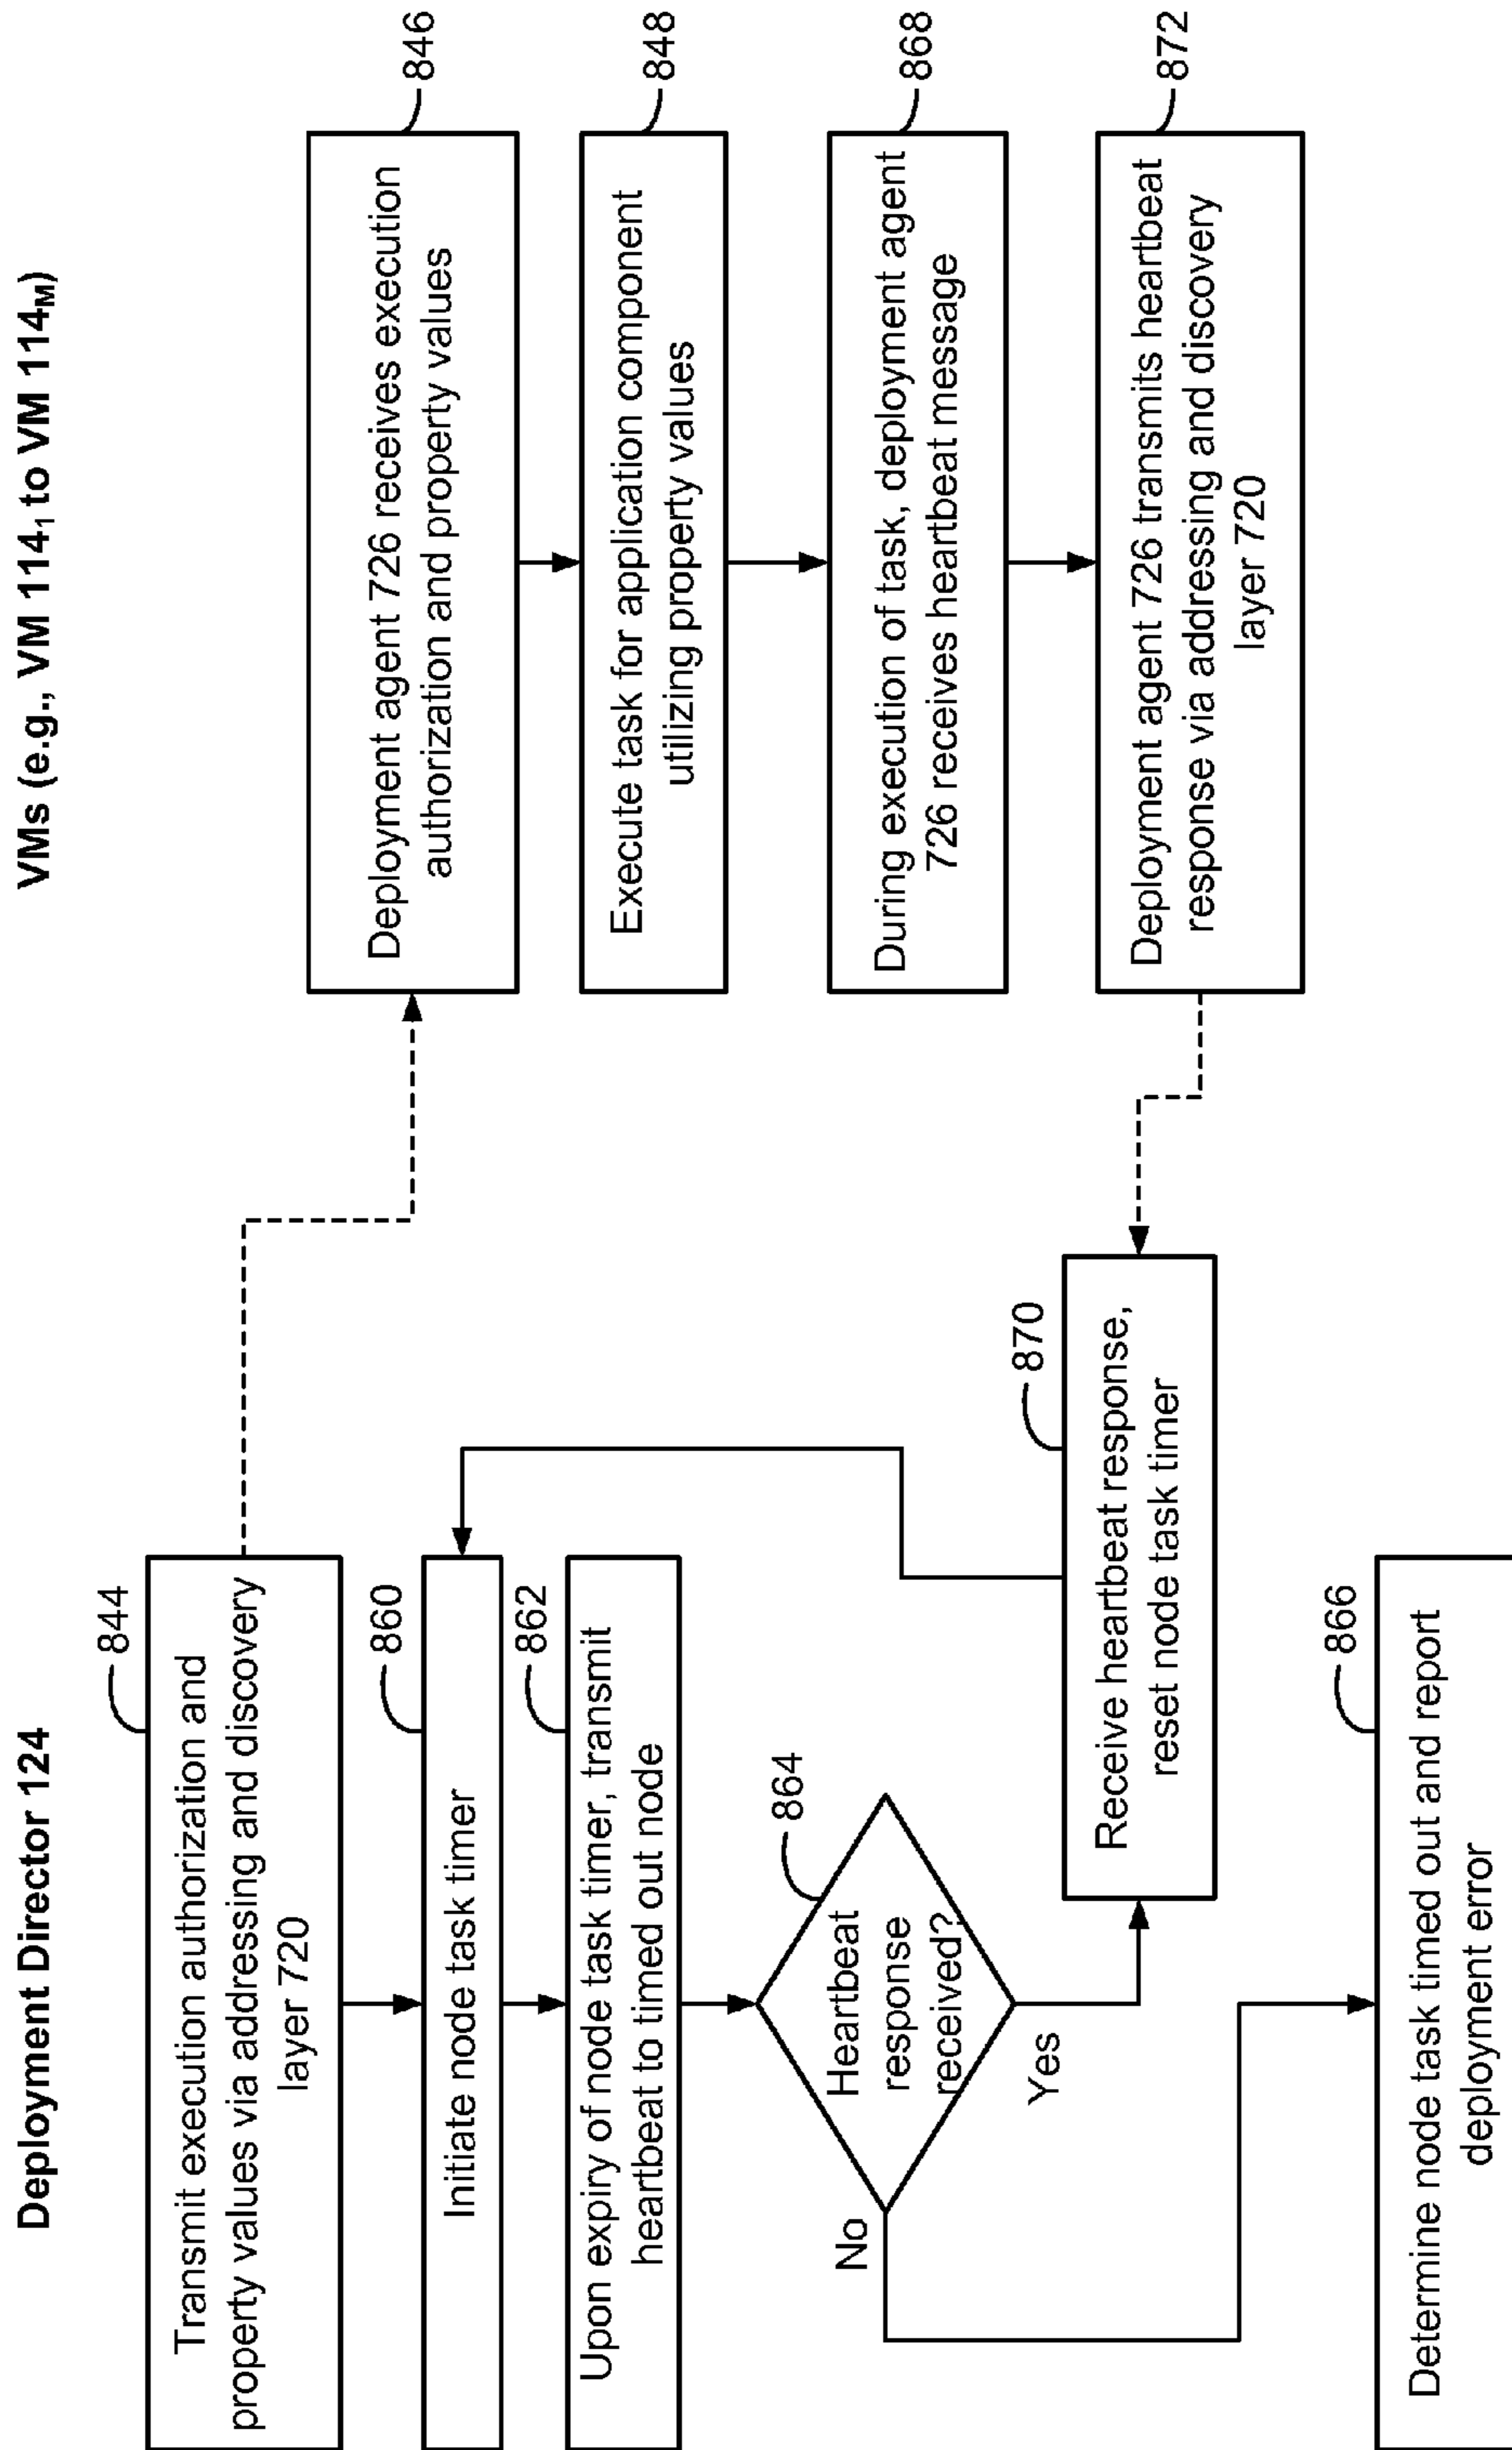 Deployment Director 124
844
Transmit execution authorization and
property values via addressing and discovery
layer 720
860
Initiate node task timer
862
Upon expiry of node task timer, transmit
heartbeat to timed out node
864
Heartbeat
response
received?
No
Yes
870
Receive heartbeat response,
reset node task timer
866
Determine node task timed out and report
deployment error
VMs (e.g., VM 114₁ to VM 114_M)
846
Deployment agent 726 receives execution
authorization and property values
848
Execute task for application component
utilizing property values
868
During execution of task, deployment agent
726 receives heartbeat message
872
Deployment agent 726 transmits heartbeat
response via addressing and discovery
layer 720